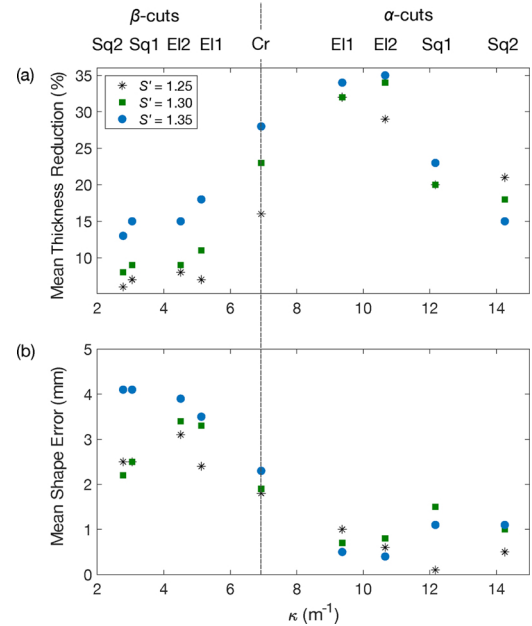 β-cuts α-cuts
Sq2 Sq1 El2 El1 Cr El1 El2 Sq1 Sq2
(a)
Mean Thickness Reduction (%)
35
30
25
20
15
10
S' = 1.25
S' = 1.30
S' = 1.35
2 4 6 8 10 12 14
(b)
Mean Shape Error (mm)
5
4
3
2
1
0
2 4 6 8 10 12 14
κ (m⁻¹)